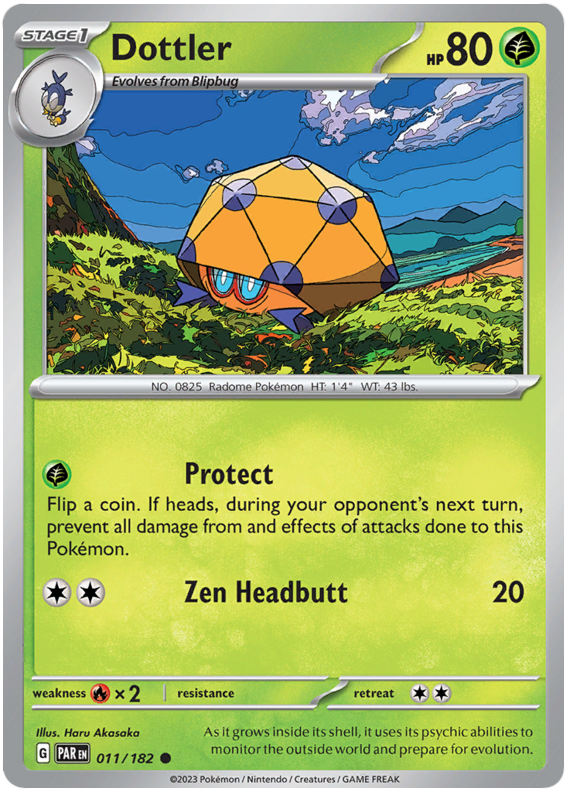 STAGE1
Dottler
HP 80
Evolves from Blipbug
NO. 0825 Radome Pokémon HT: 1'4" WT: 43 lbs.
Protect
Flip a coin. If heads, during your opponent's next turn,
prevent all damage from and effects of attacks done to this
Pokémon.
Zen Headbutt 20
weakness ×2 resistance retreat
Illus. Haru Akasaka
As it grows inside its shell, it uses its psychic abilities to
monitor the outside world and prepare for evolution.
G PAR EN 011/182
©2023 Pokémon / Nintendo / Creatures / GAME FREAK